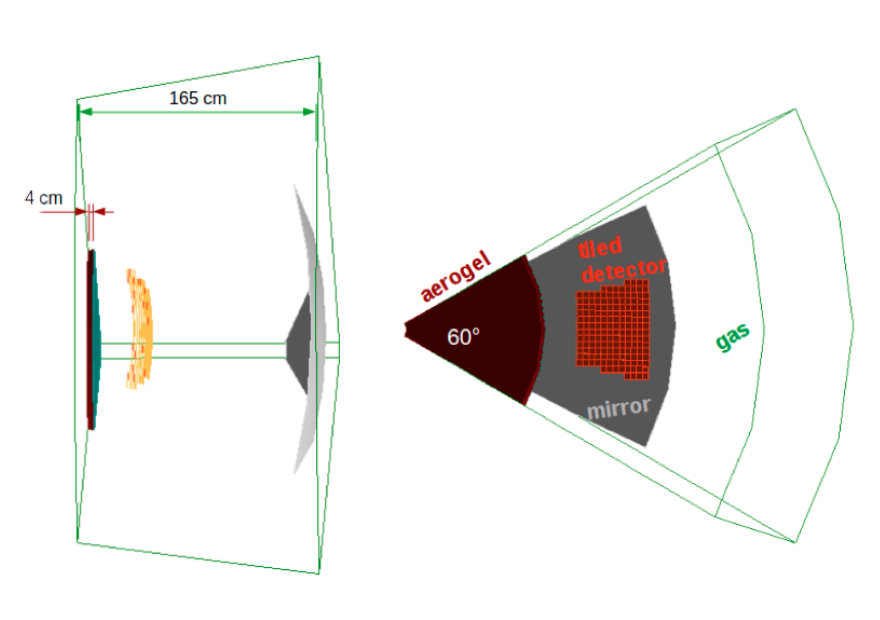 165 cm
4 cm
aerogel
60°
tiled
detector
mirror
gas